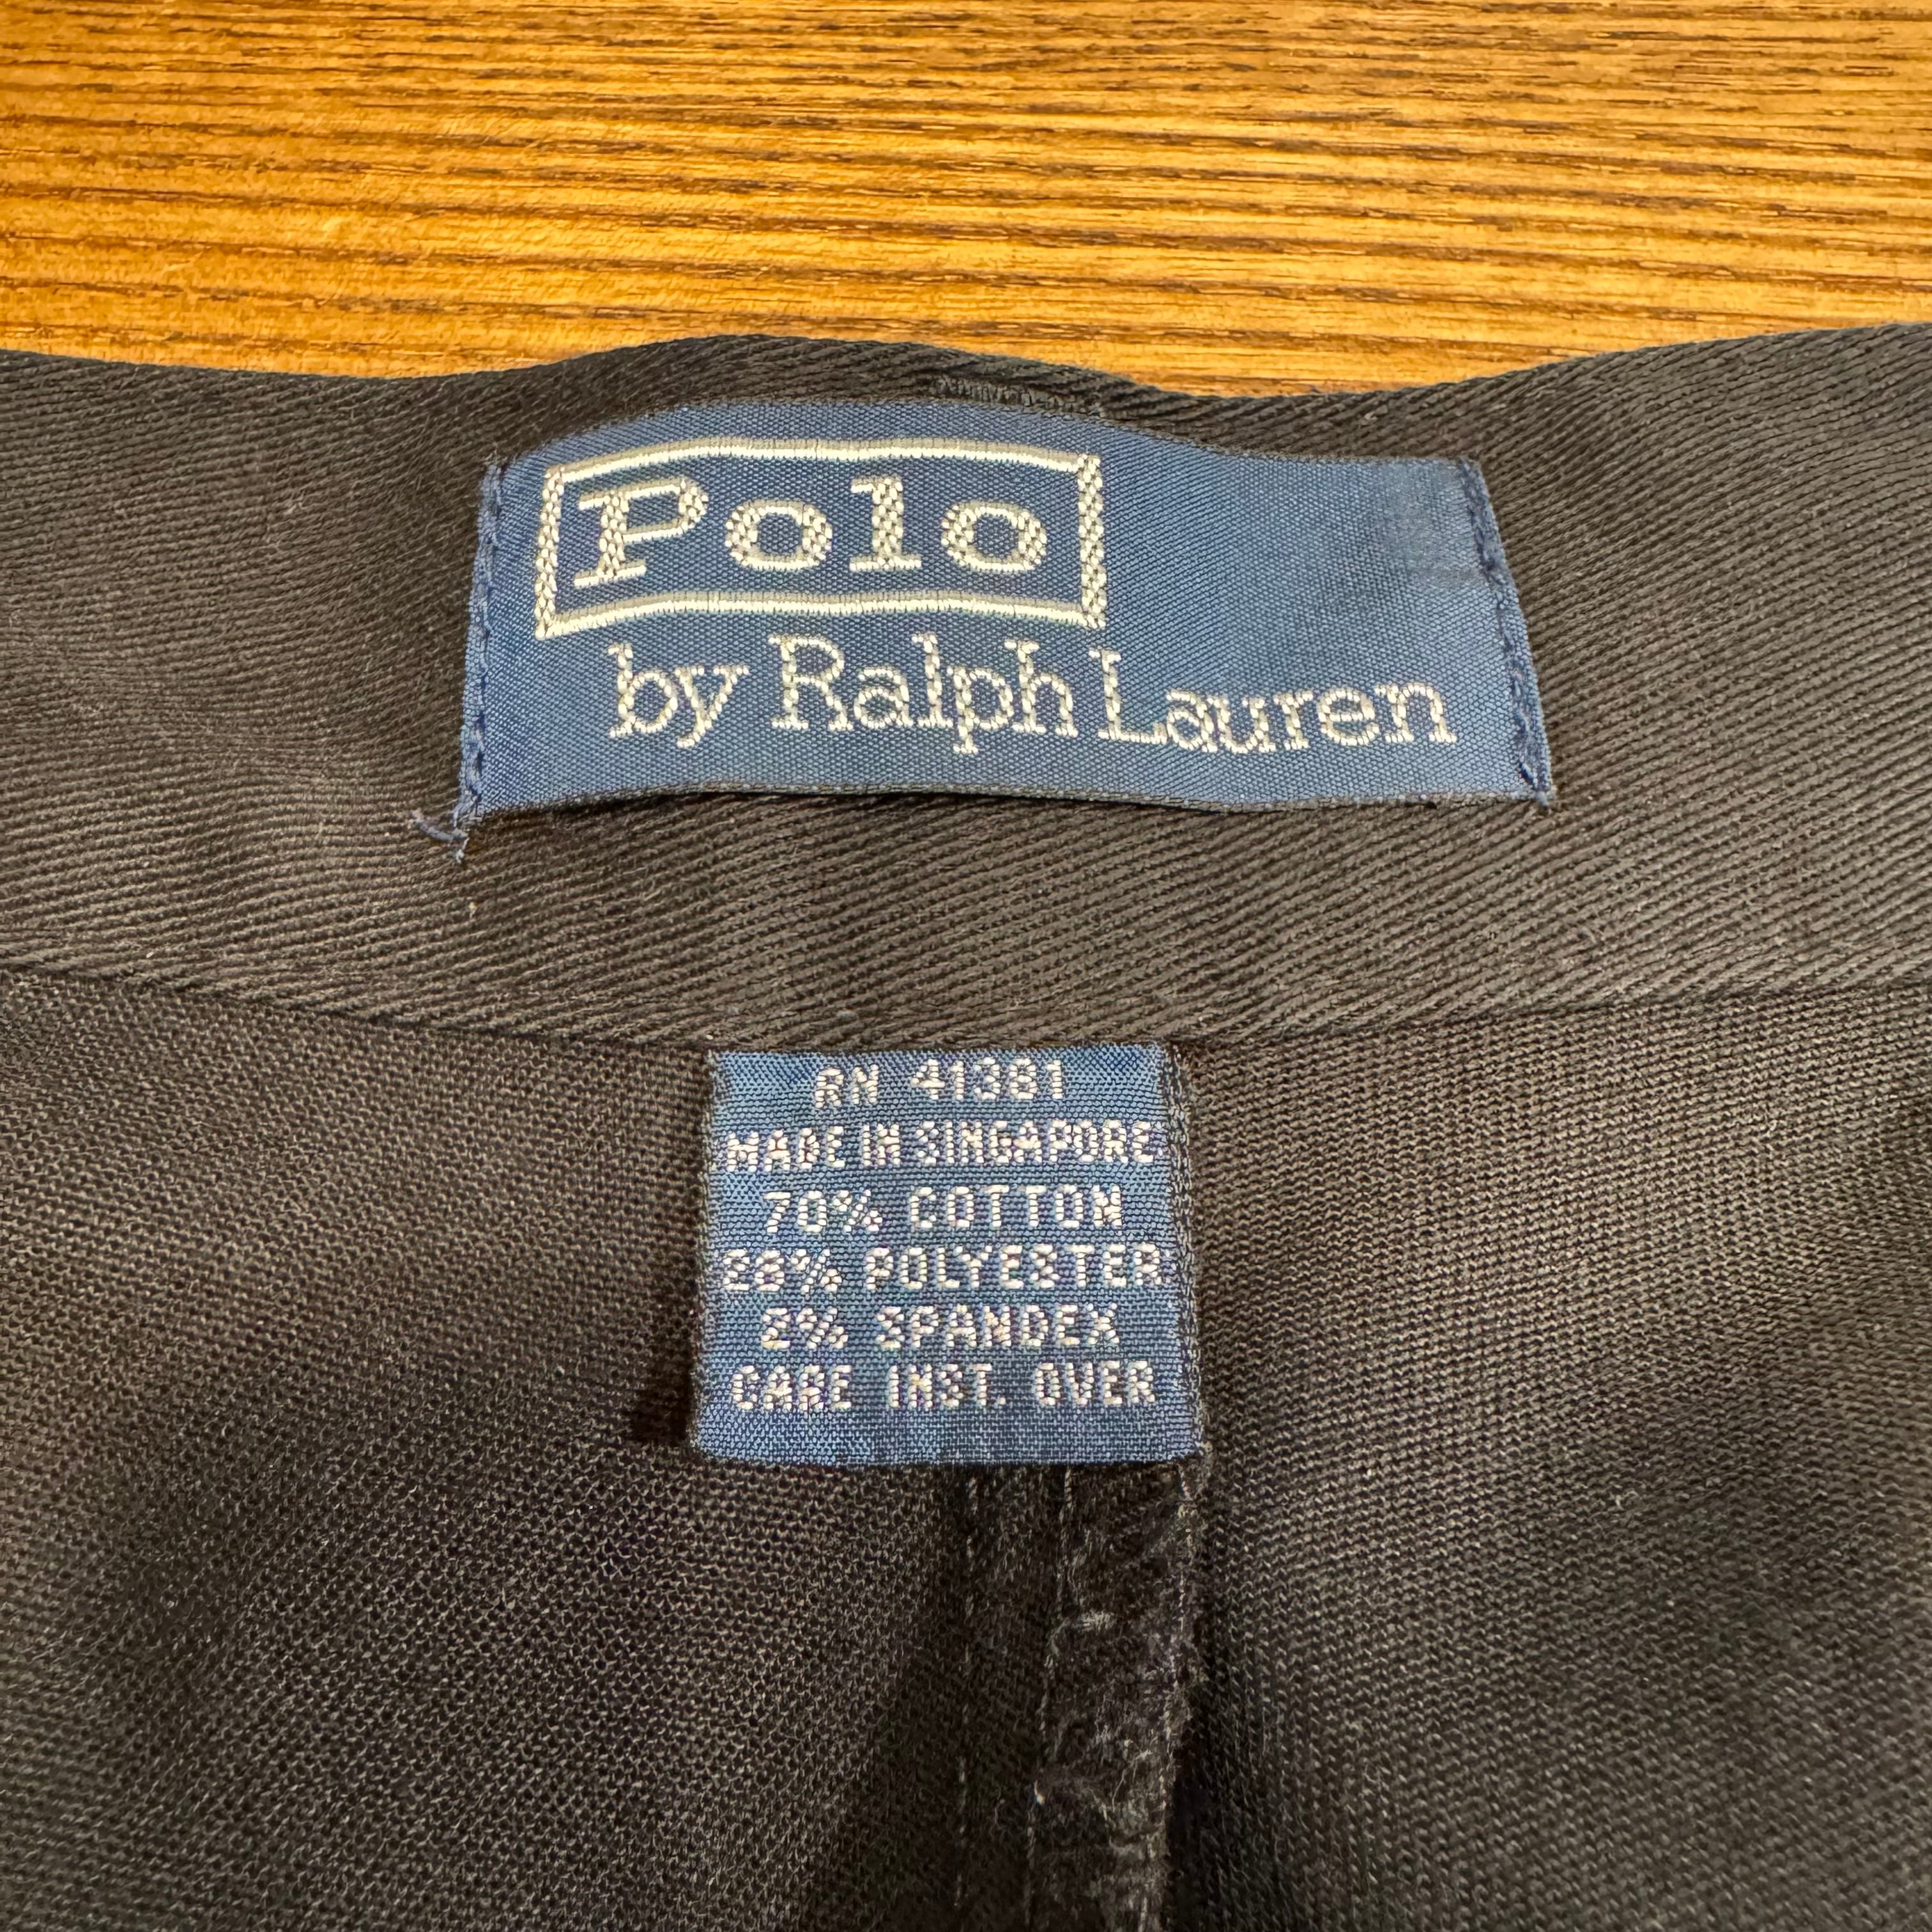 Polo
by Ralph Lauren
RN 41381
MADE IN SINGAPORE
70% COTTON
28% POLYESTER
2% SPANDEX
CARE INST. OVER